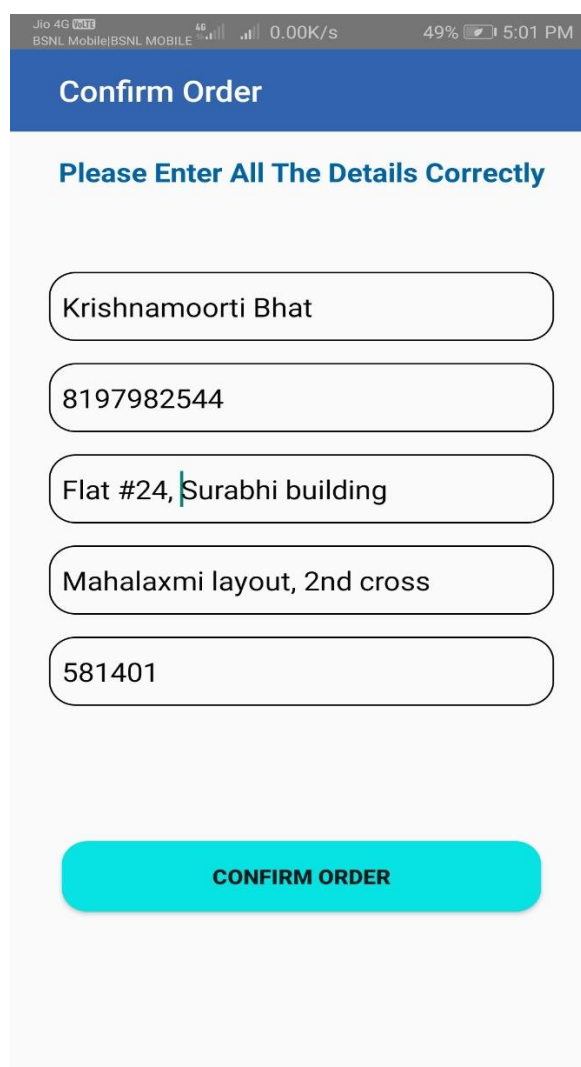 Jio 4G VoLTE
BSNL Mobile|BSNL MOBILE 0.00K/s 49% 5:01 PM
Confirm Order
Please Enter All The Details Correctly
Krishnamoorti Bhat
8197982544
Flat #24, Surabhi building
Mahalaxmi layout, 2nd cross
581401
CONFIRM ORDER